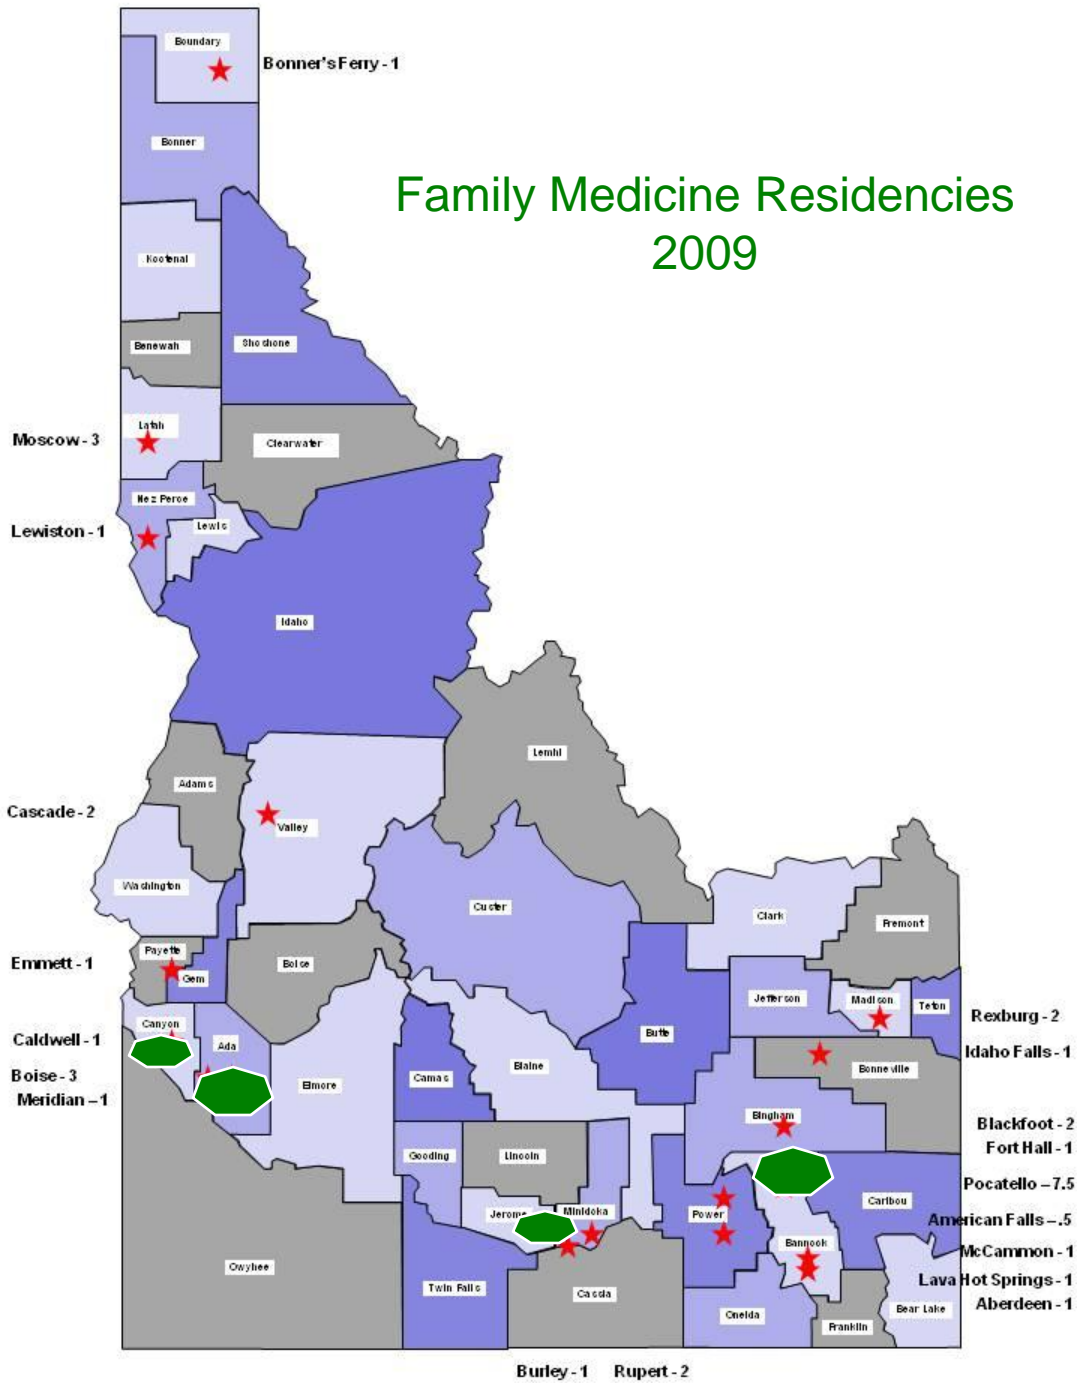 Boundary
Bonner's Ferry - 1
Bonner
Family Medicine Residencies
2009
Kootenai
Benewah
Shoshone
Latah
Moscow - 3
Clearwater
Nez Perce
Lewis
Lewiston - 1
Idaho
Lemhi
Adams
Cascade - 2
Valley
Washington
Custer
Clark
Fremont
Payette
Boise
Emmett - 1
Gem
Jefferson
Madison
Teton
Rexburg - 2
Canyon
Caldwell - 1
Ada
Butte
Idaho Falls - 1
Blaine
Bonneville
Boise - 3
Camas
Elmore
Meridian – 1
Bingham
Blackfoot - 2
Fort Hall - 1
Gooding
Lincoln
Pocatello – 7.5
Caribou
Jerome
Minidoka
Power
American Falls – .5
Bannock
McCammon - 1
Owyhee
Lava Hot Springs - 1
Twin Falls
Cassia
Aberdeen - 1
Bear Lake
Oneida
Franklin
Burley - 1 Rupert - 2